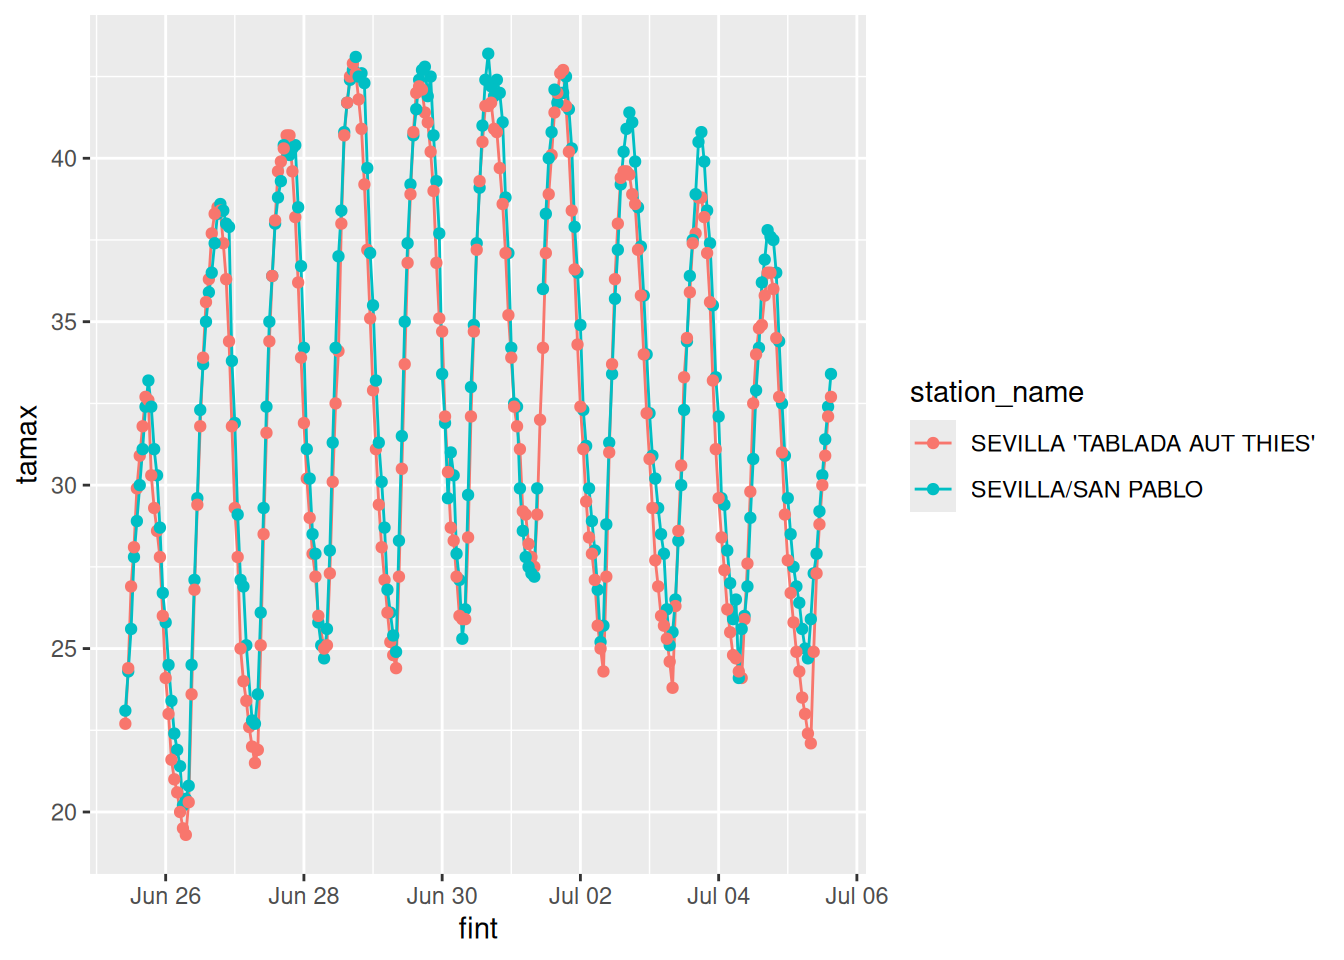 tamax
40
35
30
25
20
Jun 26
Jun 28
Jun 30
Jul 02
Jul 04
Jul 06
fint
station_name
SEVILLA 'TABLADA AUT THIES'
SEVILLA/SAN PABLO